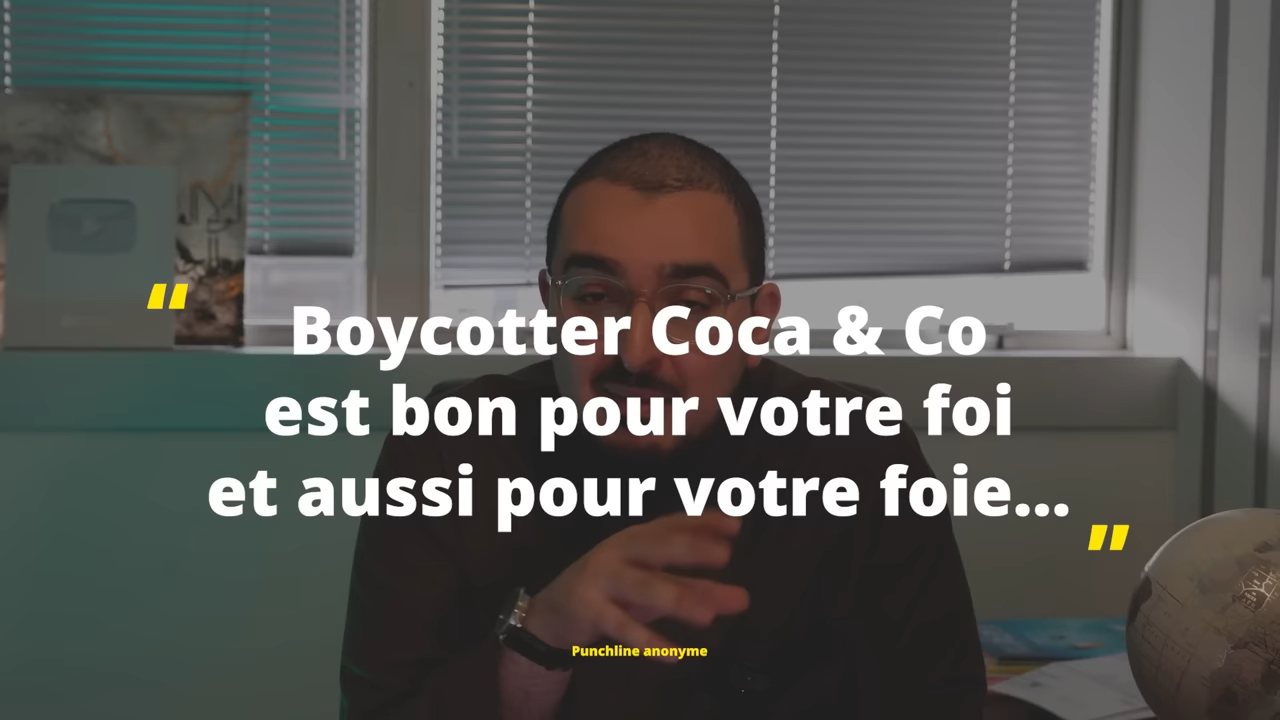 " Boycotter Coca & Co
est bon pour votre foi
et aussi pour votre foie... "
Punchline anonyme